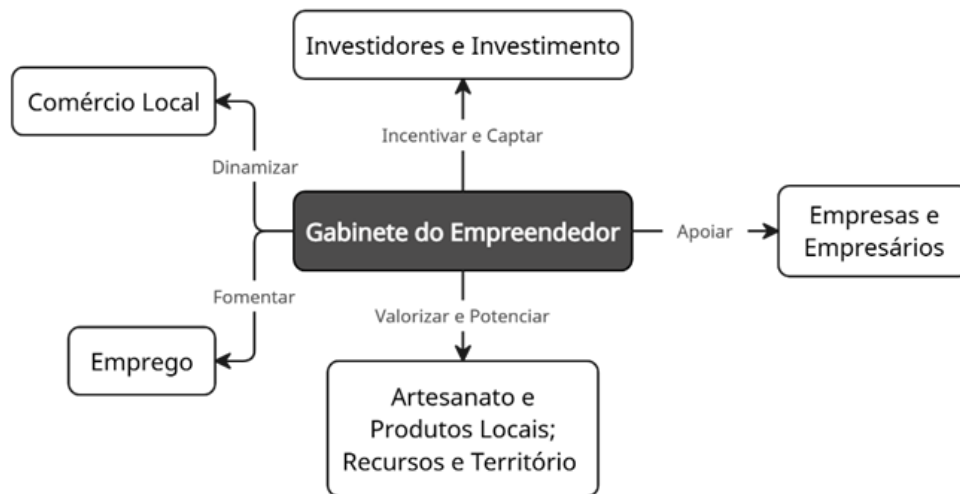 Investidores e Investimento
Comércio Local
Incentivar e Captar
Dinamizar
Gabinete do Empreendedor
Apoiar
Empresas e
Empresários
Fomentar
Valorizar e Potenciar
Emprego
Artesanato e
Produtos Locais;
Recursos e Território